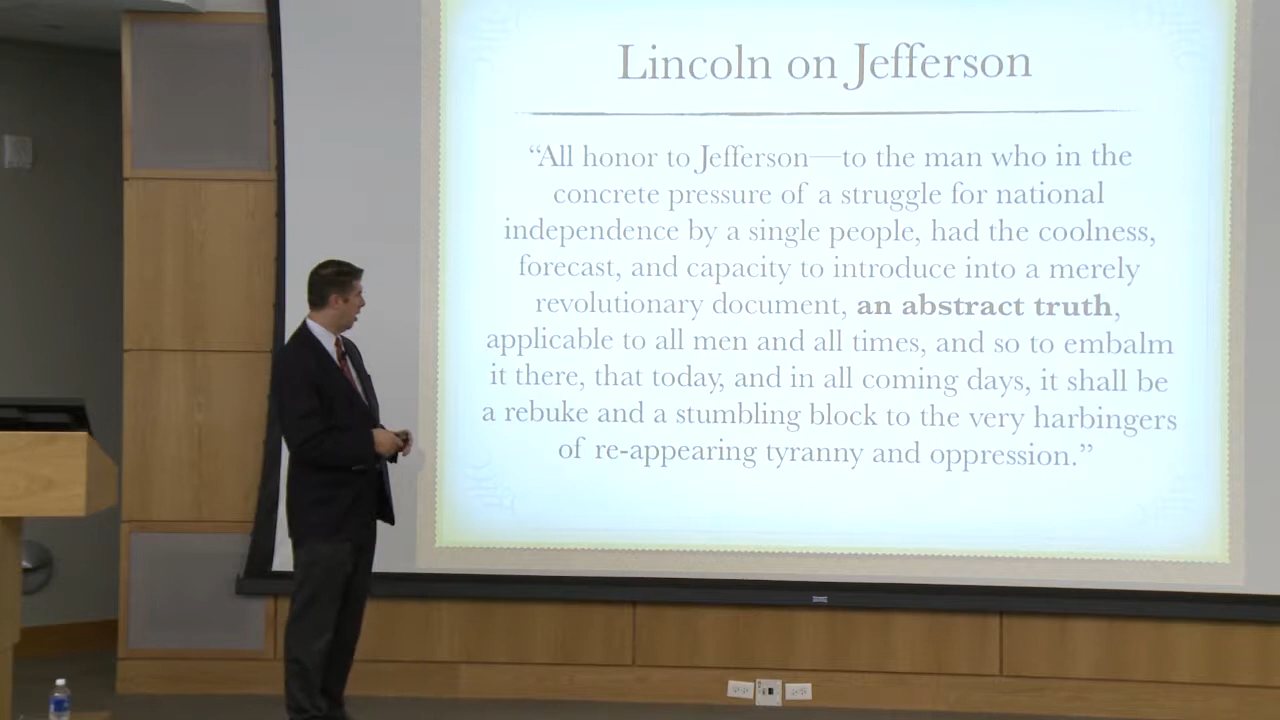 Lincoln on Jefferson
“All honor to Jefferson—to the man who in the
concrete pressure of a struggle for national
independence by a single people, had the coolness,
forecast, and capacity to introduce into a merely
revolutionary document, an abstract truth,
applicable to all men and all times, and so to embalm
it there, that today, and in all coming days, it shall be
a rebuke and a stumbling block to the very harbingers
of re-appearing tyranny and oppression.”